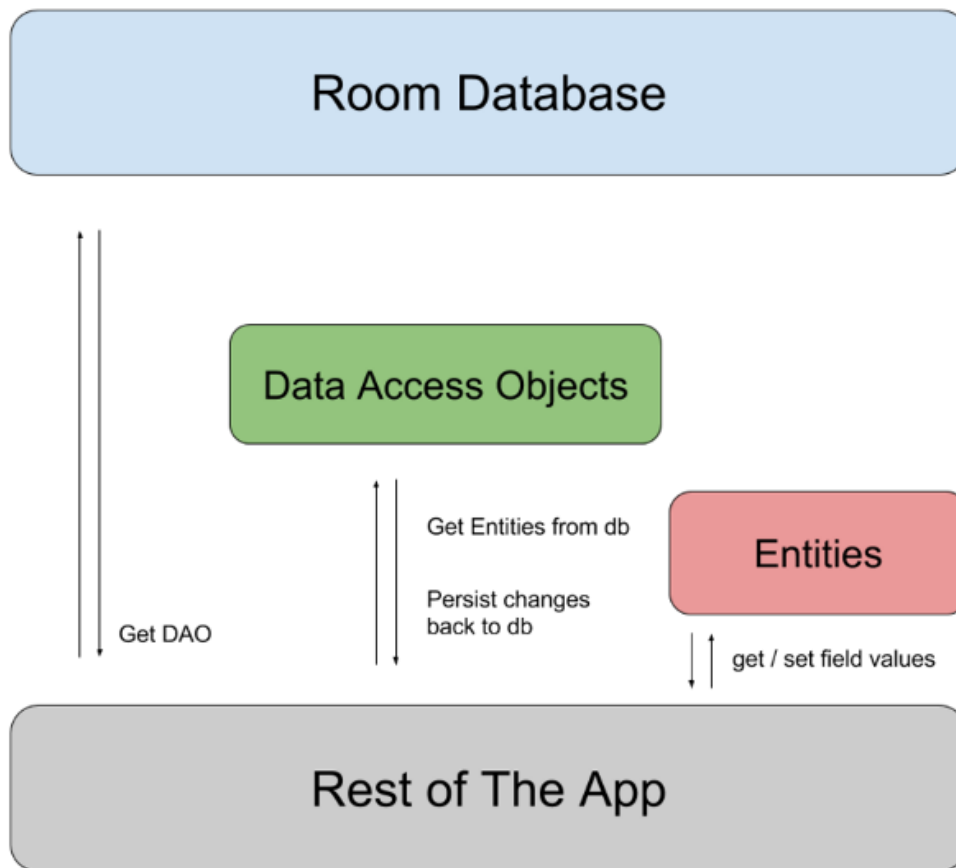 Room Database
Data Access Objects
Get Entities from db
Entities
Persist changes
back to db
Get DAO
get / set field values
Rest of The App